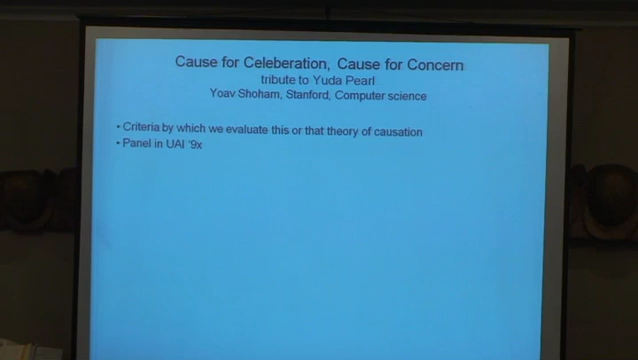 Cause for Celeberation, Cause for Concern
tribute to Yuda Pearl
Yoav Shoham, Stanford, Computer science
• Criteria by which we evaluate this or that theory of causation
• Panel in UAI '9x